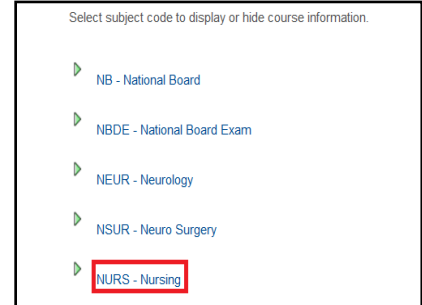 Select subject code to display or hide course information.
NB - National Board
NBDE - National Board Exam
NEUR - Neurology
NSUR - Neuro Surgery
NURS - Nursing